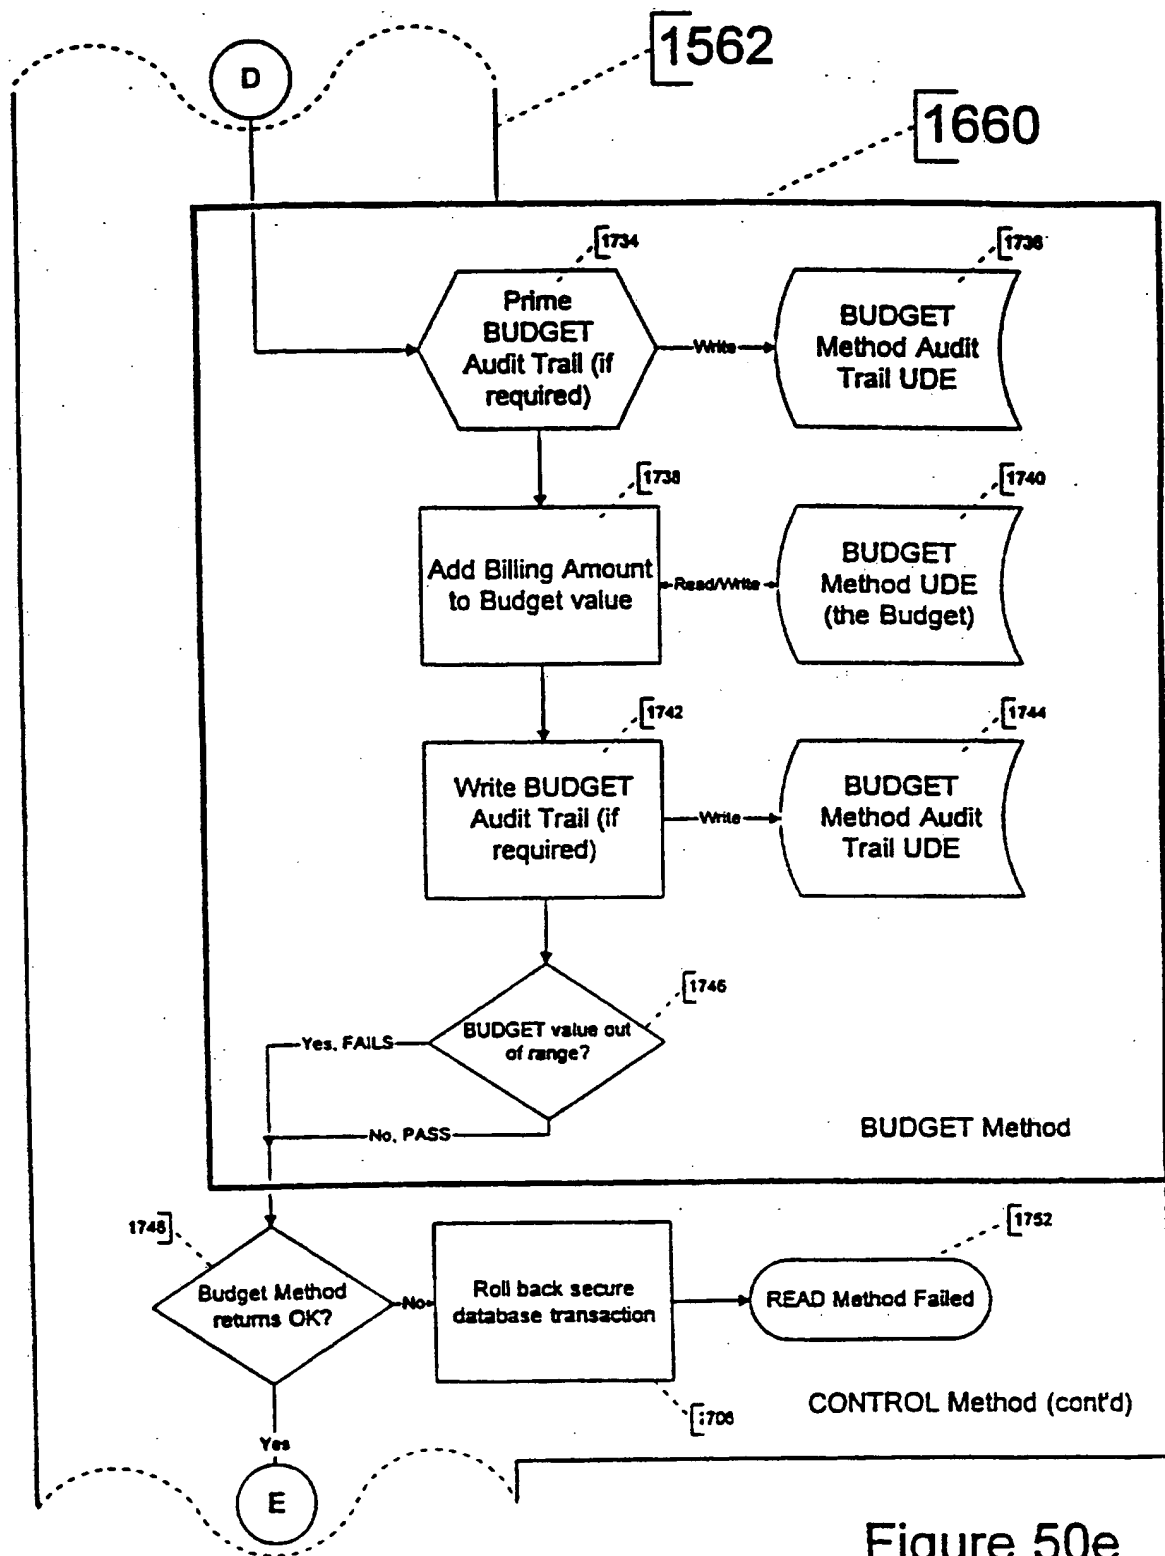 D
1562
1660
1734
Prime
BUDGET
Audit Trail (if
required)
Write
1736
BUDGET
Method Audit
Trail UDE
1738
Add Billing Amount
to Budget value
Read/Write
1740
BUDGET
Method UDE
(the Budget)
1742
Write BUDGET
Audit Trail (if
required)
Write
1744
BUDGET
Method Audit
Trail UDE
1746
BUDGET value out
of range?
Yes, FAILS
No, PASS
BUDGET Method
1748
Budget Method
returns OK?
No
Roll back secure
database transaction
1752
READ Method Failed
CONTROL Method (cont'd)
Yes
E
Figure 50e